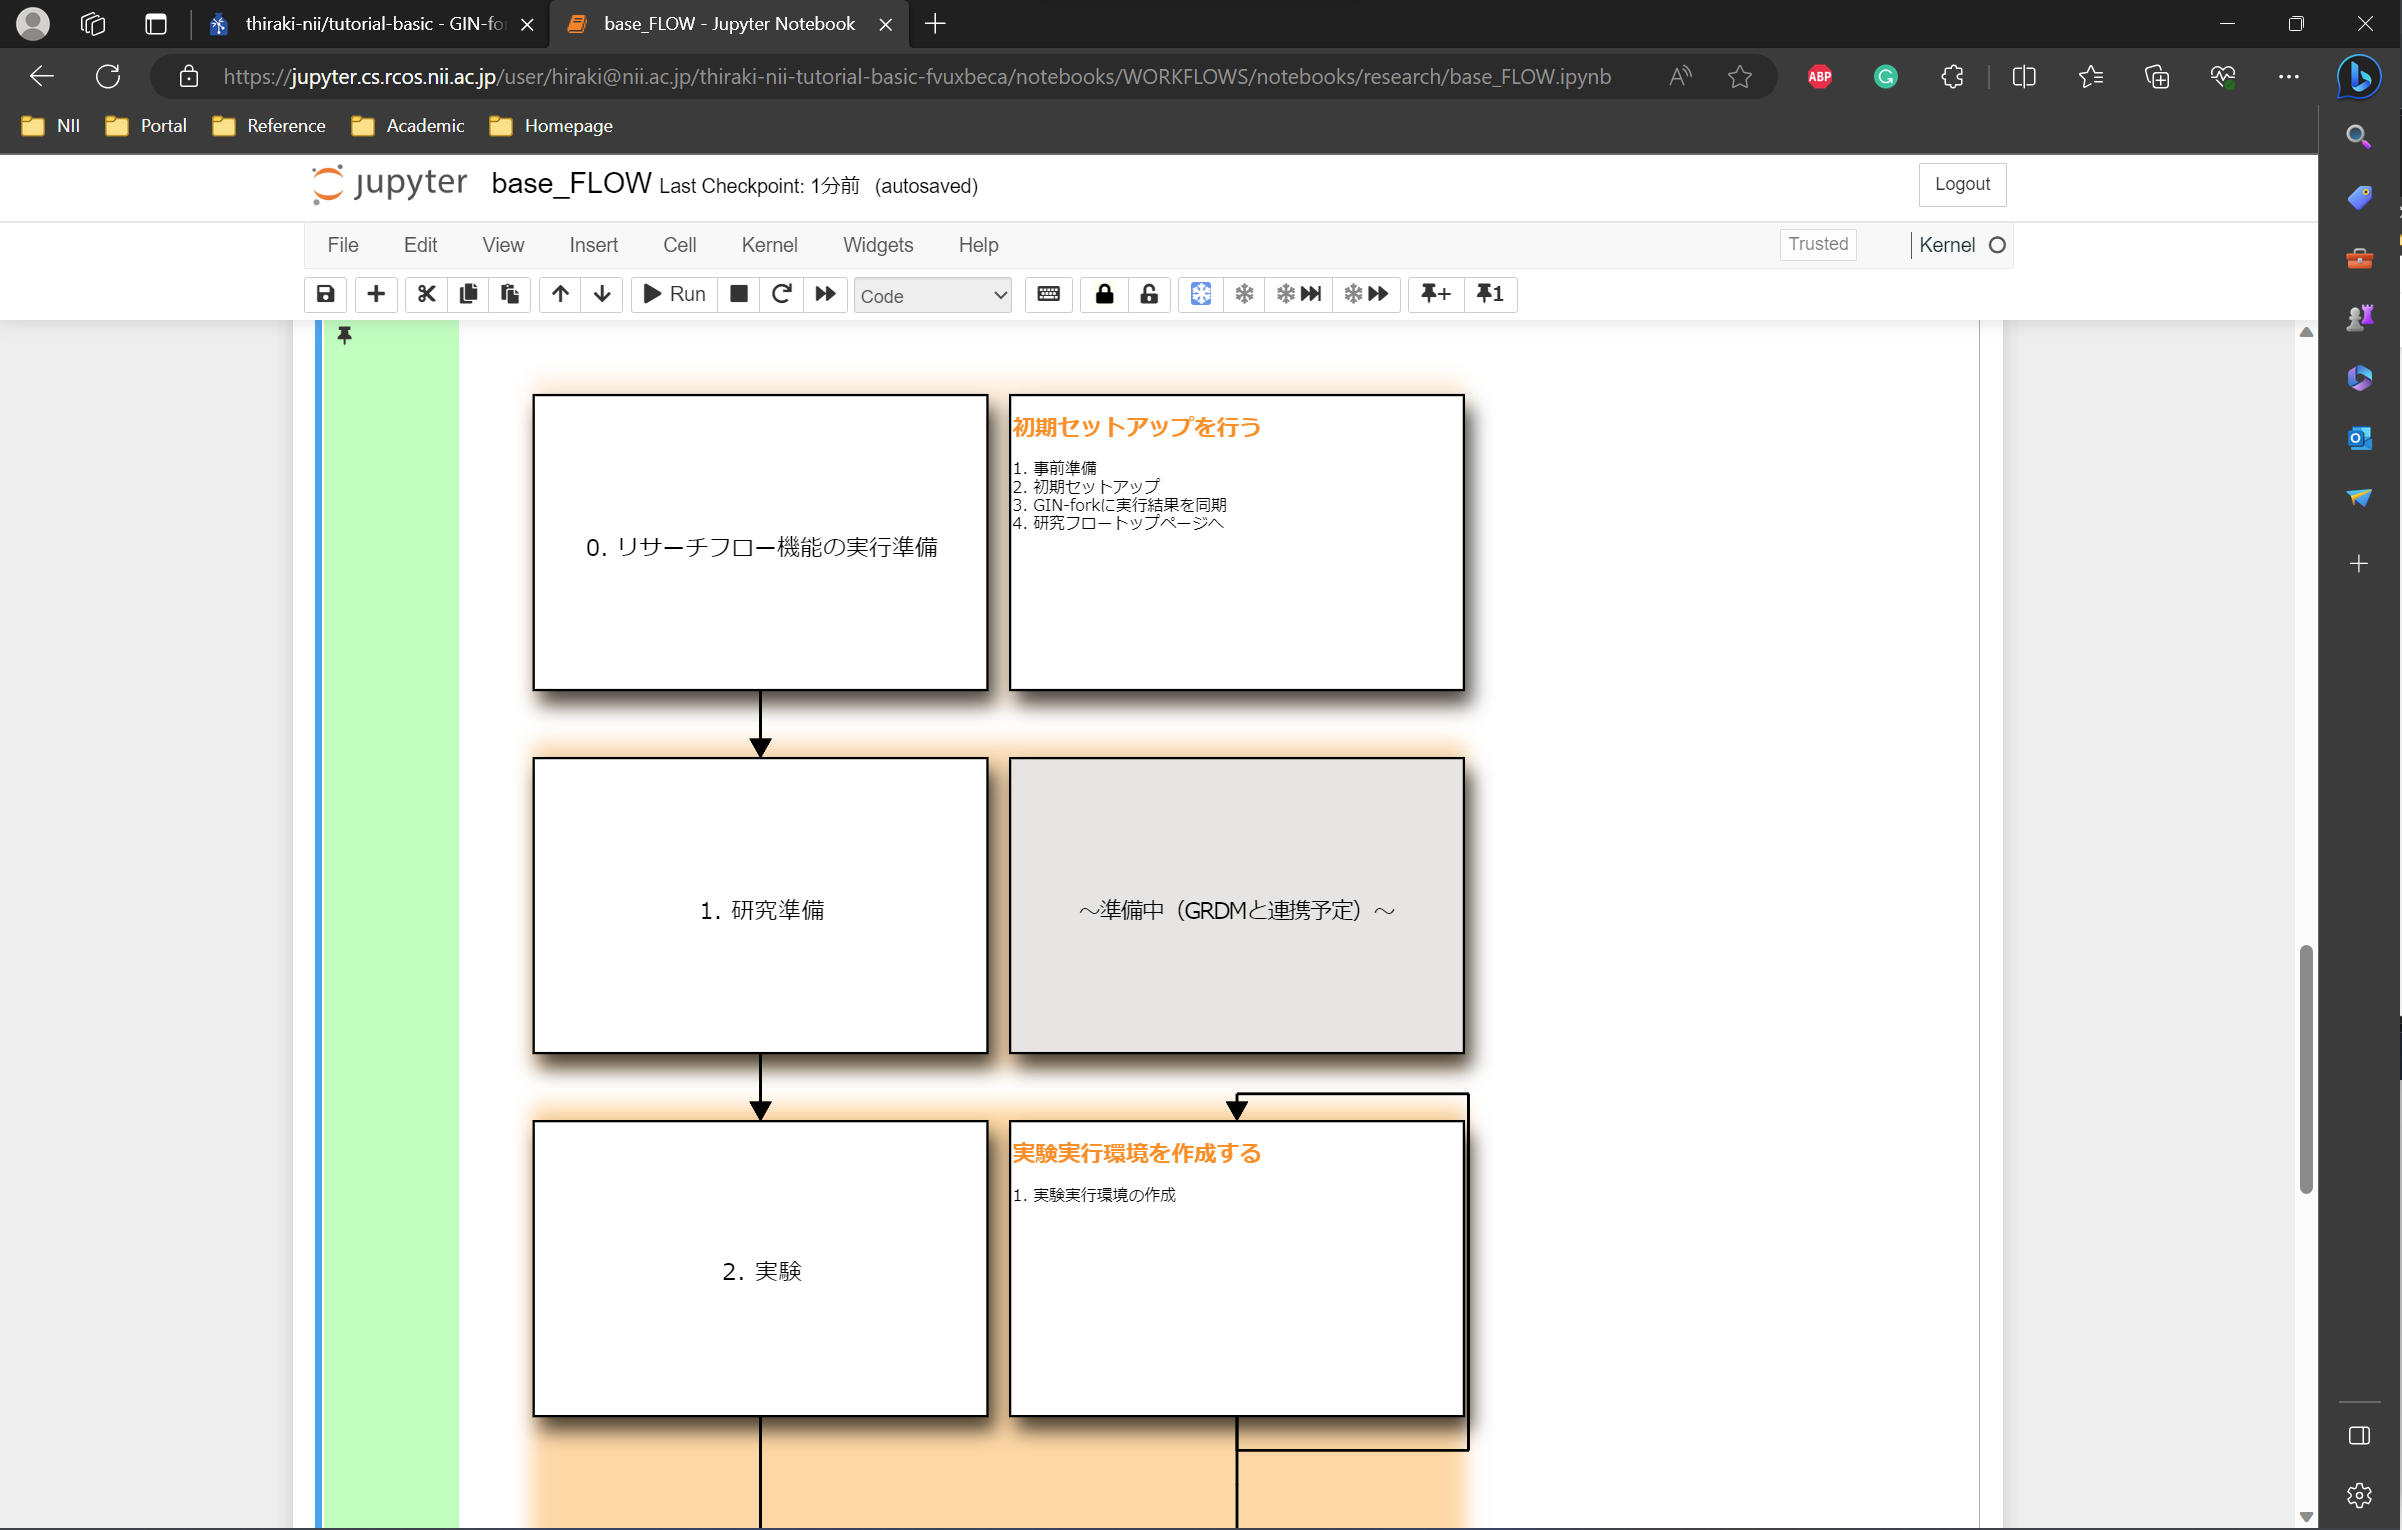 thiraki-nii/tutorial-basic - GIN-fo
base_FLOW - Jupyter Notebook
https://jupyter.cs.rcos.nii.ac.jp/user/hiraki@nii.ac.jp/thiraki-nii-tutorial-basic-fvuxbeca/notebooks/WORKFLOWS/notebooks/research/base_FLOW.ipynb
ABP
NII Portal Reference Academic Homepage
jupyter base_FLOW Last Checkpoint: 1分前 (autosaved)
Logout
File Edit View Insert Cell Kernel Widgets Help
Trusted
Kernel
Run
Code
+
1
0. リサーチフロー機能の実行準備
初期セットアップを行う
1. 事前準備
2. 初期セットアップ
3. GIN-forkに実行結果を同期
4. 研究フロートップページへ
1. 研究準備
～準備中（GRDMと連携予定）～
2. 実験
実験実行環境を作成する
1. 実験実行環境の作成